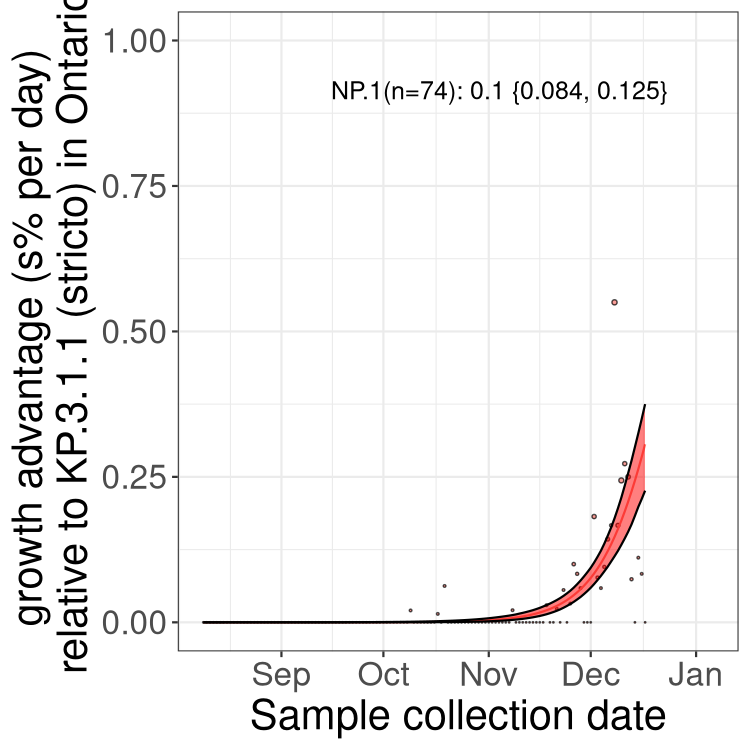 growth advantage (s% per day)
relative to KP.3.1.1 (stricto) in Ontario
1.00
0.75
0.50
0.25
0.00
NP.1(n=74): 0.1 {0.084, 0.125}
Sep Oct Nov Dec Jan
Sample collection date